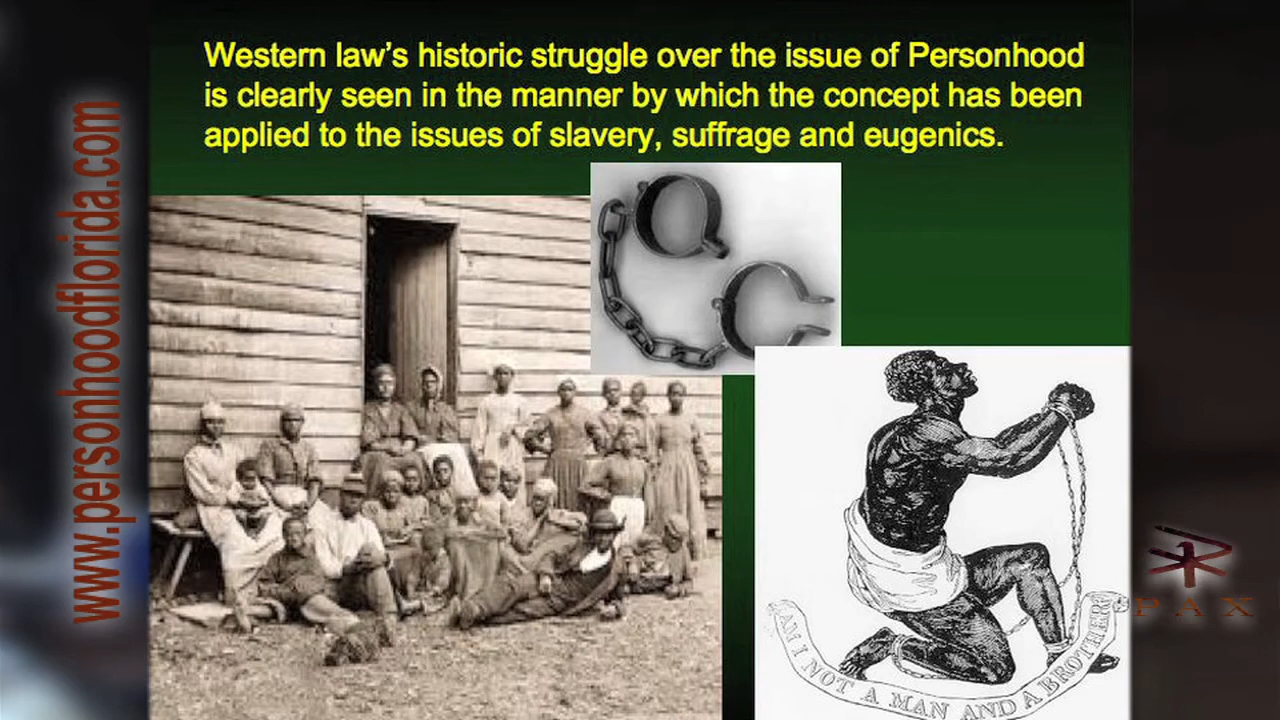 Western law's historic struggle over the issue of Personhood
is clearly seen in the manner by which the concept has been
applied to the issues of slavery, suffrage and eugenics.
www.personhoodflorida.com
AM I NOT A MAN AND A BROTHER?
PAX